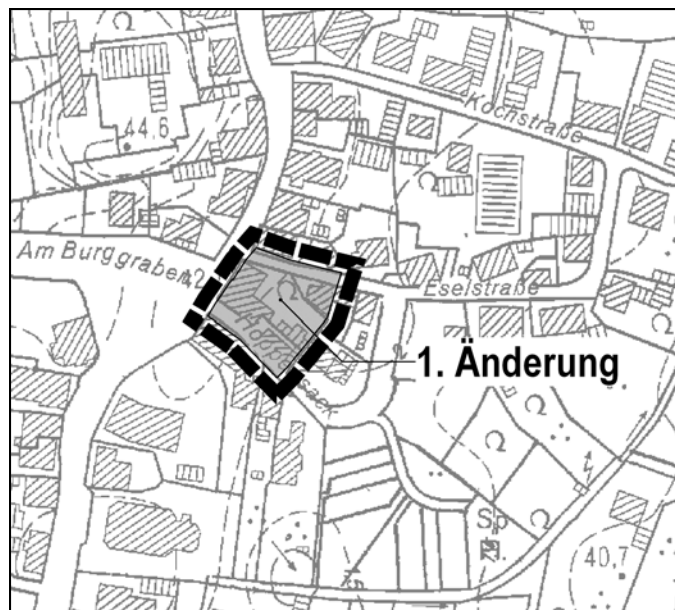 44,6
Kochstraße
Am Burggraben
Eselstraße
1. Änderung
Sp
40,7